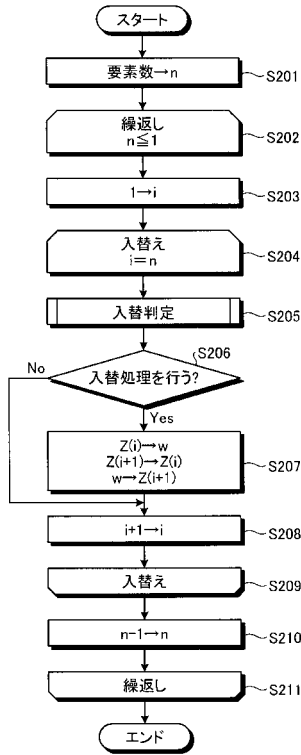 スタート
要素数→n
S201
繰返し
n≦1
S202
1→i
S203
入替え
i=n
S204
入替判定
S205
S206
入替処理を行う?
No
Yes
Z(i)→w
Z(i+1)→Z(i)
w→Z(i+1)
S207
i+1→i
S208
入替え
S209
n-1→n
S210
繰返し
S211
エンド